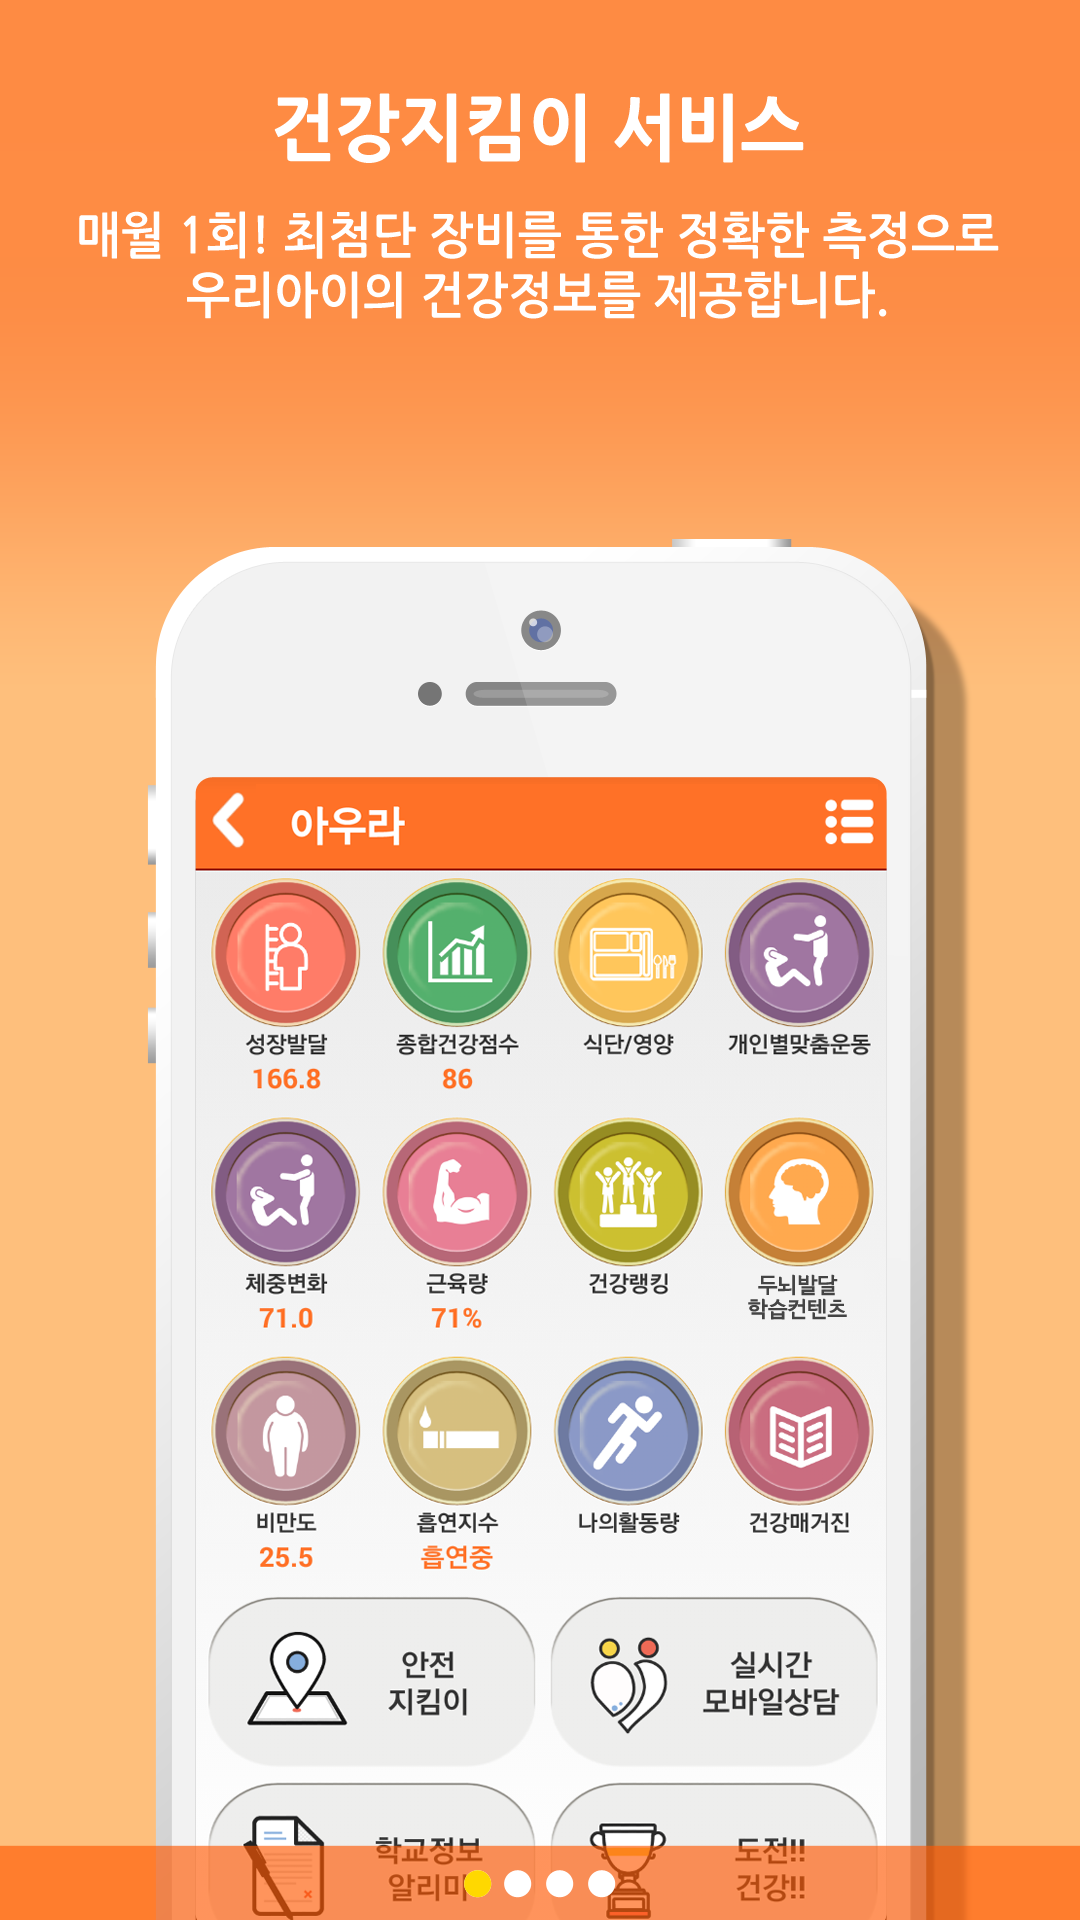 건강지킴이 서비스
매월 1회! 최첨단 장비를 통한 정확한 측정으로
우리아이의 건강정보를 제공합니다.
아우라
성장발달
166.8
종합건강점수
86
식단/영양
개인별맞춤운동
체중변화
71.0
근육량
71%
건강랭킹
두뇌발달
학습컨텐츠
비만도
25.5
흡연지수
흡연중
나의활동량
건강매거진
안전
지킴이
실시간
모바일상담
학교정보
알리미
도전!!
건강!!